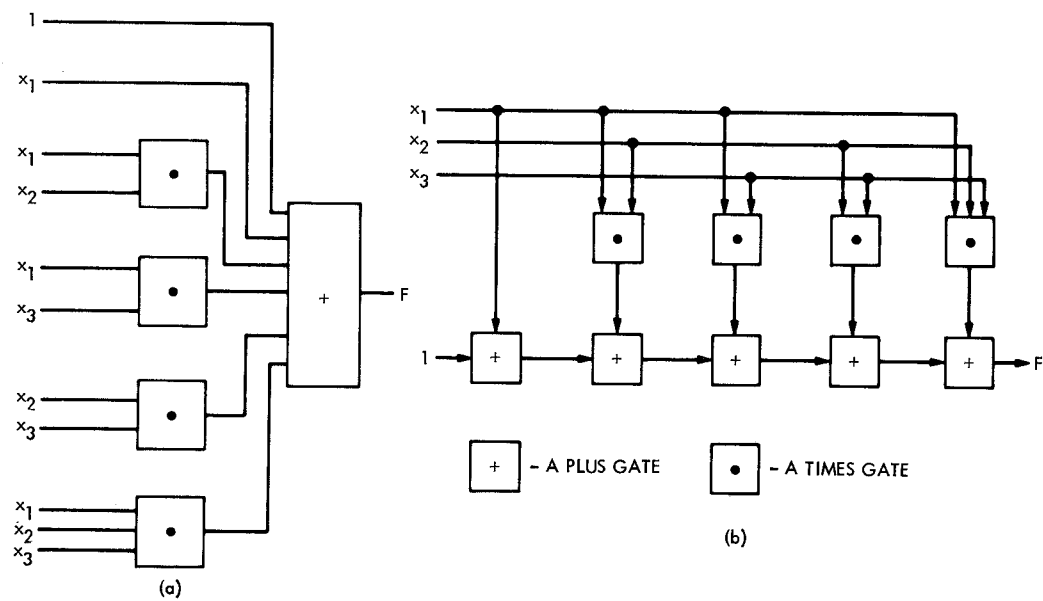 1
x1
x1
x2
x1
x3
x2
x3
x1
x2
x3
•
•
•
•
+
F
(a)
x1
x2
x3
•
•
•
•
1
+
+
+
+
+
F
+ – A PLUS GATE
• – A TIMES GATE
(b)